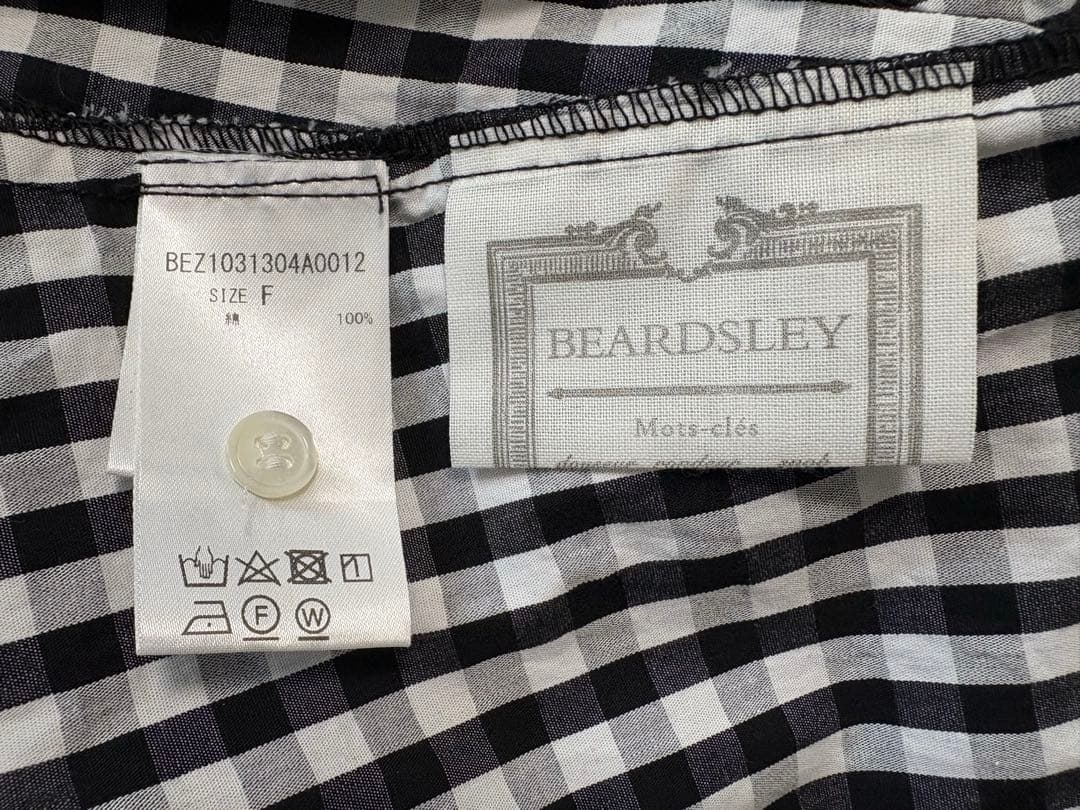 BEZ1031304A0012
SIZE F
綿 100%
F W
BEARDSLEY
Mots-clés